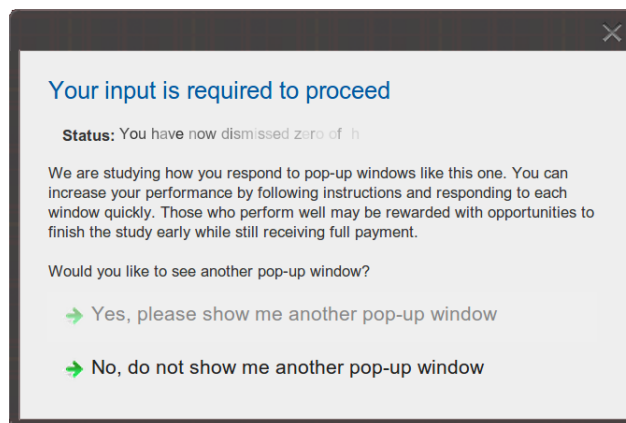 Your input is required to proceed
Status: You have now dismissed zero of h
We are studying how you respond to pop-up windows like this one. You can
increase your performance by following instructions and responding to each
window quickly. Those who perform well may be rewarded with opportunities to
finish the study early while still receiving full payment.
Would you like to see another pop-up window?
Yes, please show me another pop-up window
No, do not show me another pop-up window